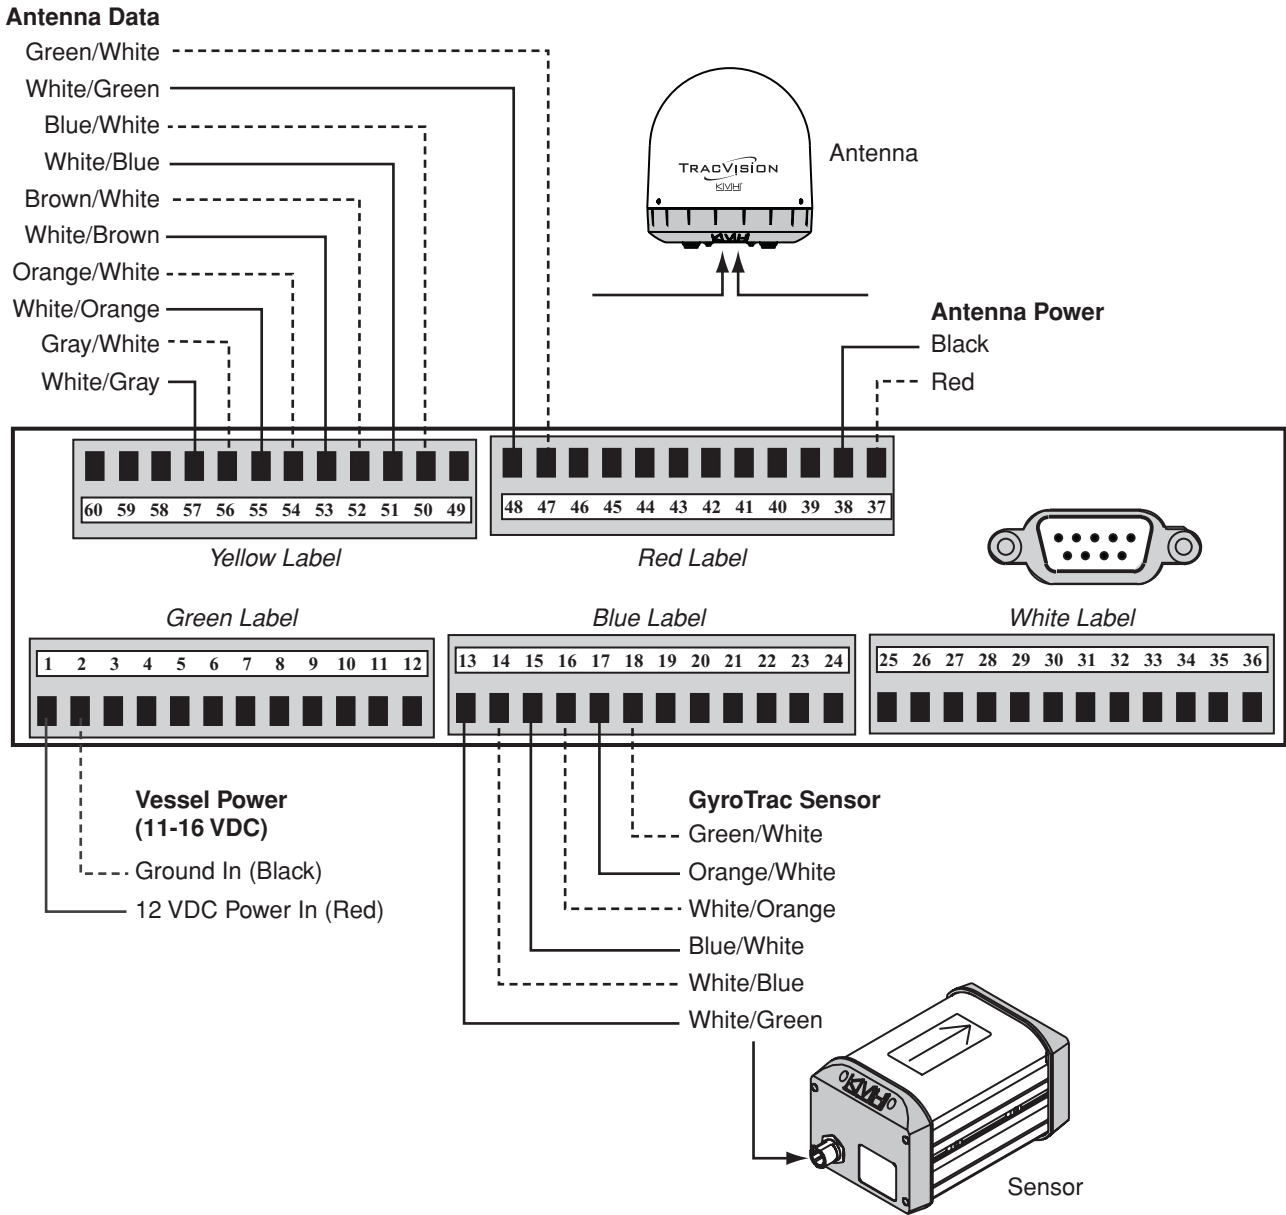 Antenna Data
Green/White
White/Green
Blue/White
White/Blue
Brown/White
White/Brown
Orange/White
White/Orange
Gray/White
White/Gray
TRACVISION
KVH
KVH
Antenna
Antenna Power
Black
Red
60 59 58 57 56 55 54 53 52 51 50 49
48 47 46 45 44 43 42 41 40 39 38 37
Yellow Label
Red Label
Green Label
Blue Label
White Label
1 2 3 4 5 6 7 8 9 10 11 12
13 14 15 16 17 18 19 20 21 22 23 24
25 26 27 28 29 30 31 32 33 34 35 36
Vessel Power
(11-16 VDC)
Ground In (Black)
12 VDC Power In (Red)
GyroTrac Sensor
Green/White
Orange/White
White/Orange
Blue/White
White/Blue
White/Green
KVH
Sensor